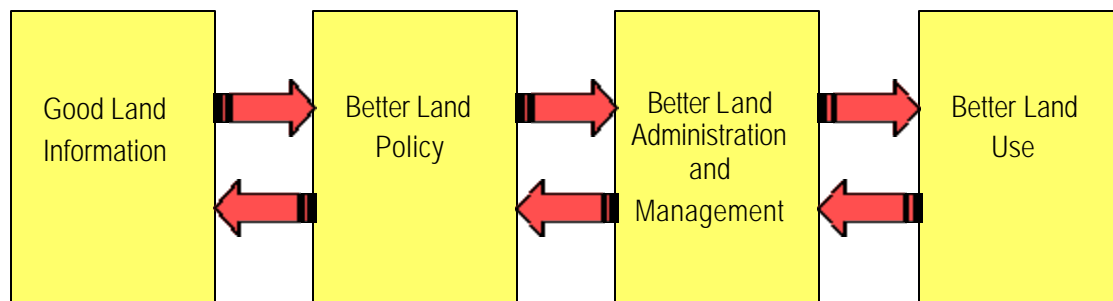 Good Land
Information
Better Land
Policy
Better Land
Administration
and
Management
Better Land
Use